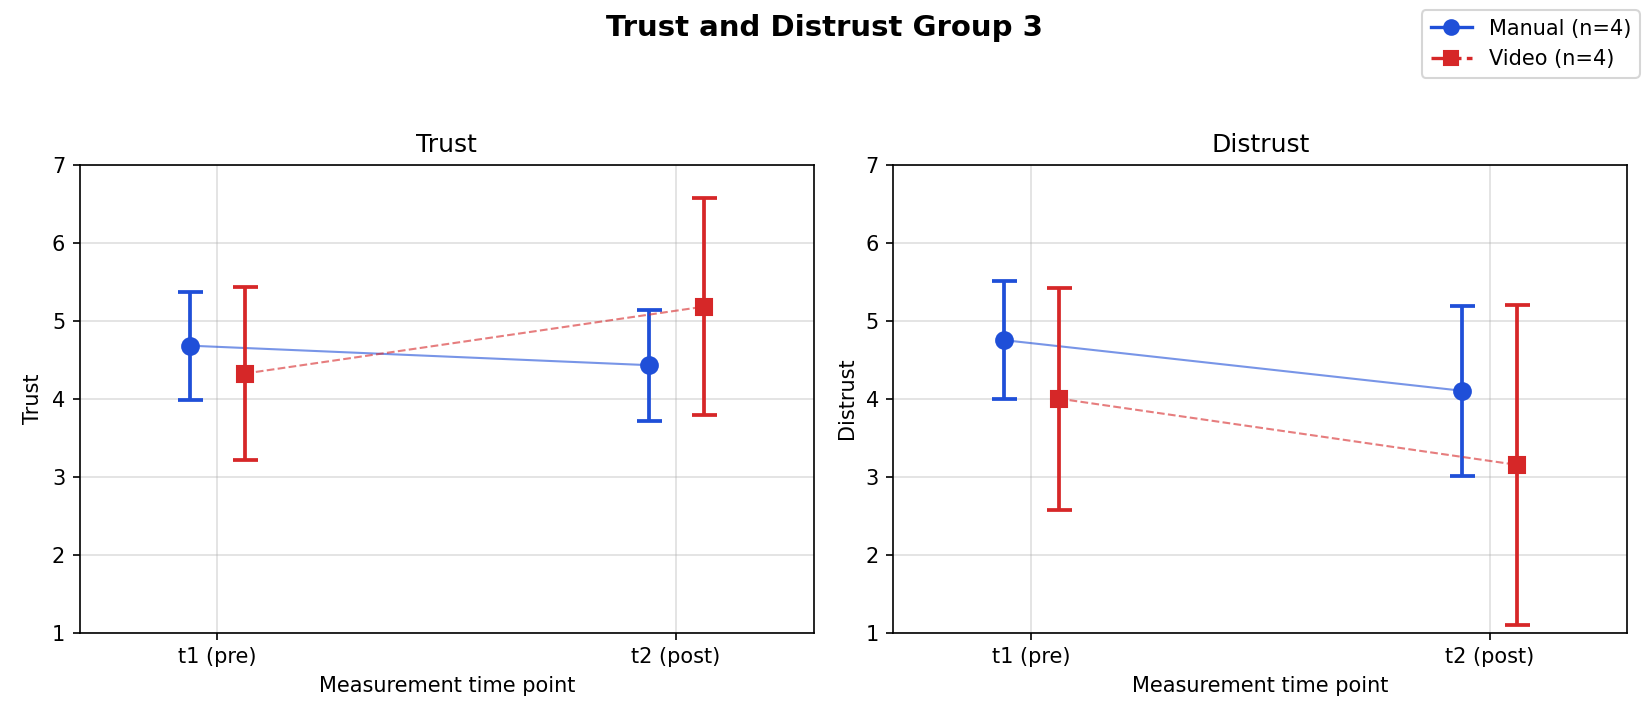 Trust and Distrust Group 3
Manual (n=4)
Video (n=4)
Trust
7
6
5
4
3
2
1
Trust
t1 (pre)
t2 (post)
Measurement time point
Distrust
7
6
5
4
3
2
1
Distrust
t1 (pre)
t2 (post)
Measurement time point